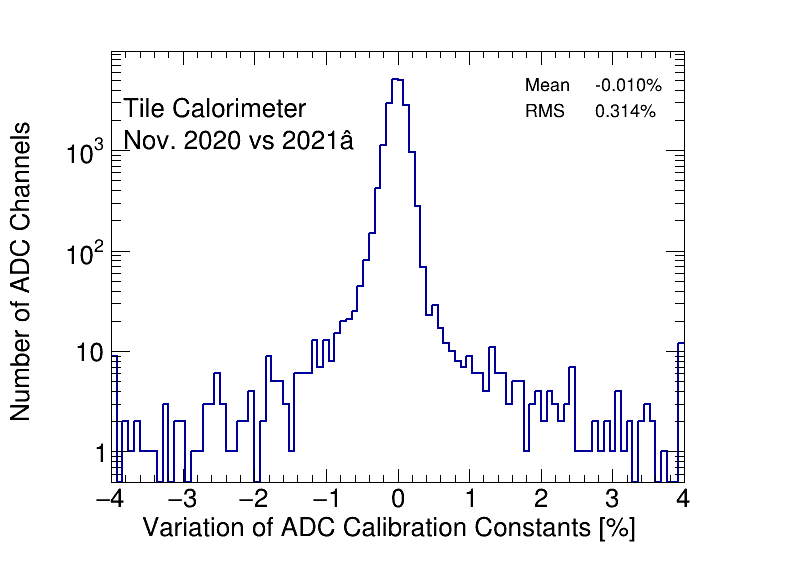 Mean -0.010%
RMS 0.314%
Tile Calorimeter
Nov. 2020 vs 2021â
Number of ADC Channels
10³
10²
10
1
−4 −3 −2 −1 0 1 2 3 4
Variation of ADC Calibration Constants [%]